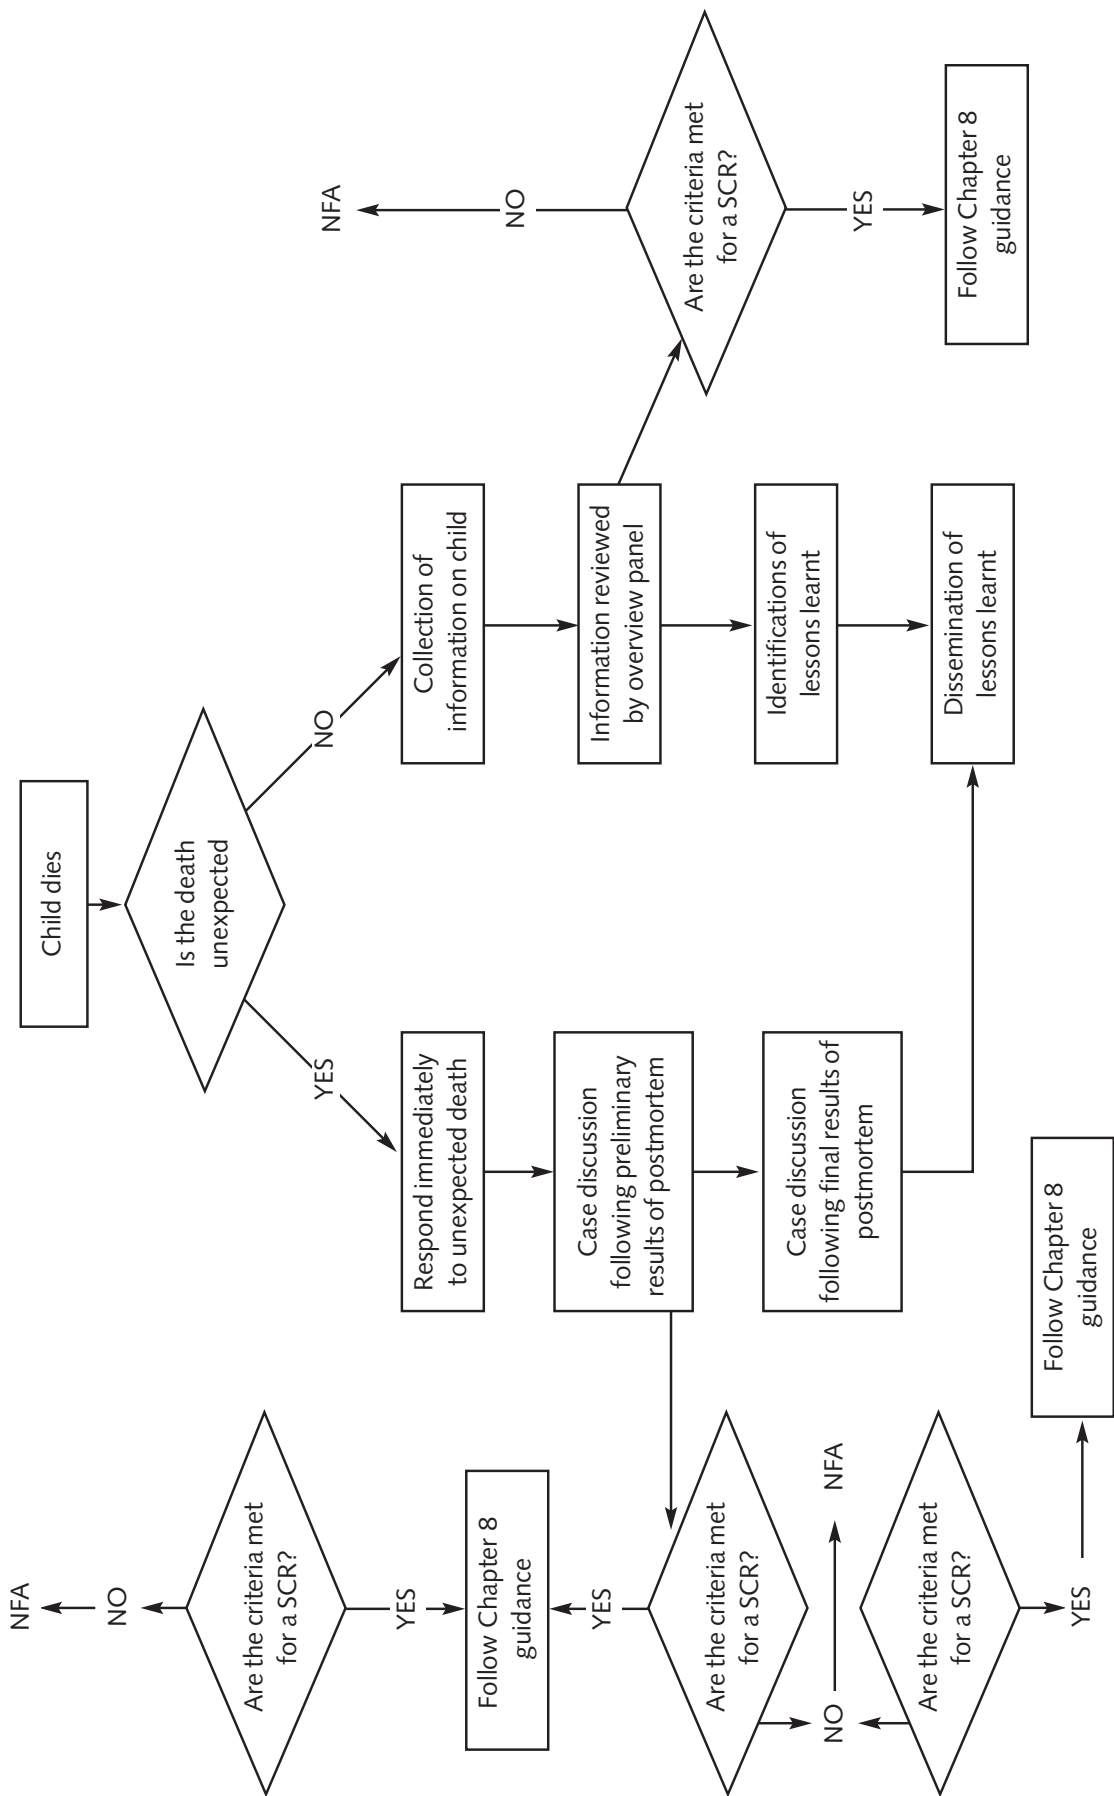 NFA
Child dies
NO
Is the death
unexpected
Are the criteria met
for a SCR?
YES
NO
NFA
YES
Respond immediately
to unexpected death
Collection of
information on child
Follow Chapter 8
guidance
NO
YES
Case discussion
following preliminary
results of postmortem
Information reviewed
by overview panel
Are the criteria met
for a SCR?
Are the criteria met
for a SCR?
Case discussion
following final results of
postmortem
Identifications of
lessons learnt
NO
NFA
YES
Are the criteria met
for a SCR?
Dissemination of
lessons learnt
Follow Chapter 8
guidance
YES
Follow Chapter 8
guidance